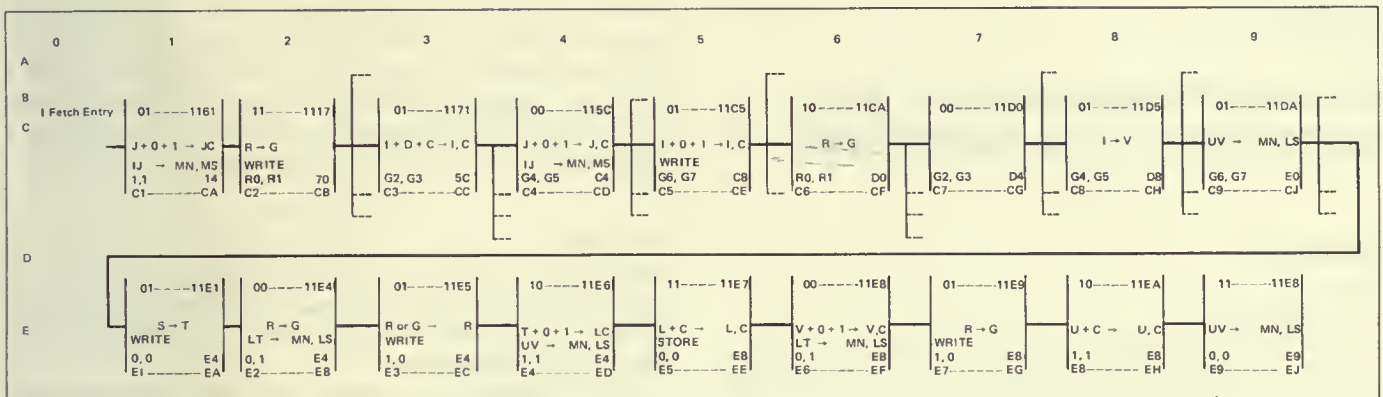 0 1 2 3 4 5 6 7 8 9
A
B
C
D
E
I Fetch Entry
01----1161
J+0+1 → JC
IJ → MN, MS
1,1 14
C1------CA
11----1117
R → G
WRITE
R0, R1 70
C2------CB
01----1171
I+D+C → I, C
G2, G3 5C
C3------CC
00----115C
J+0+1 → J,C
IJ → MN, MS
G4, G5 C4
C4------CD
01----11C5
I+0+1 → I, C
WRITE
G6, G7 C8
C5------CE
10----11CA
R → G
R0, R1 D0
C6------CF
00----11D0
G2, G3 D4
C7------CG
01----11D5
I → V
G4, G5 D8
C8------CH
01----11DA
UV → MN, LS
G6, G7 E0
C9------CJ
01----11E1
S → T
WRITE
0,0 E4
E1------EA
00----11E4
R → G
LT → MN, LS
0,1 E4
E2------E8
01----11E5
R or G → R
WRITE
1,0 E4
E3------EC
10----11E6
T+0+1 → LC
UV → MN, LS
1,1 E4
E4------ED
11----11E7
L+C → L,C
STORE
0,0 E8
E5------EE
00----11E8
V+0+1 → V,C
LT → MN, LS
0,1 EB
E6------EF
01----11E9
R → G
WRITE
1,0 E8
E7------EG
10----11EA
U+C → U, C
1,1 E8
E8------EH
11----11E8
UV → MN, LS
0,0 E9
E9------EJ